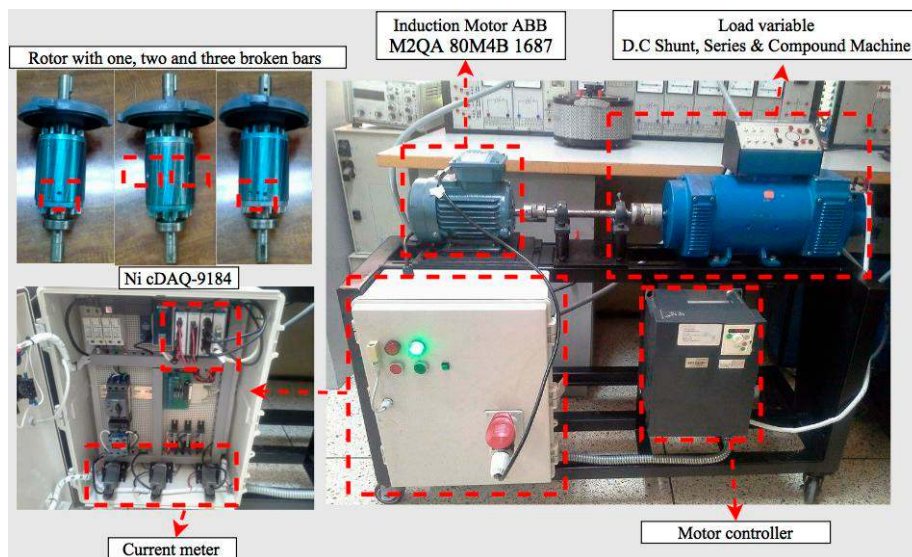 Induction Motor ABB
M2QA 80M4B 1687
Load variable
D.C Shunt, Series & Compound Machine
Rotor with one, two and three broken bars
Ni cDAQ-9184
Current meter
Motor controller